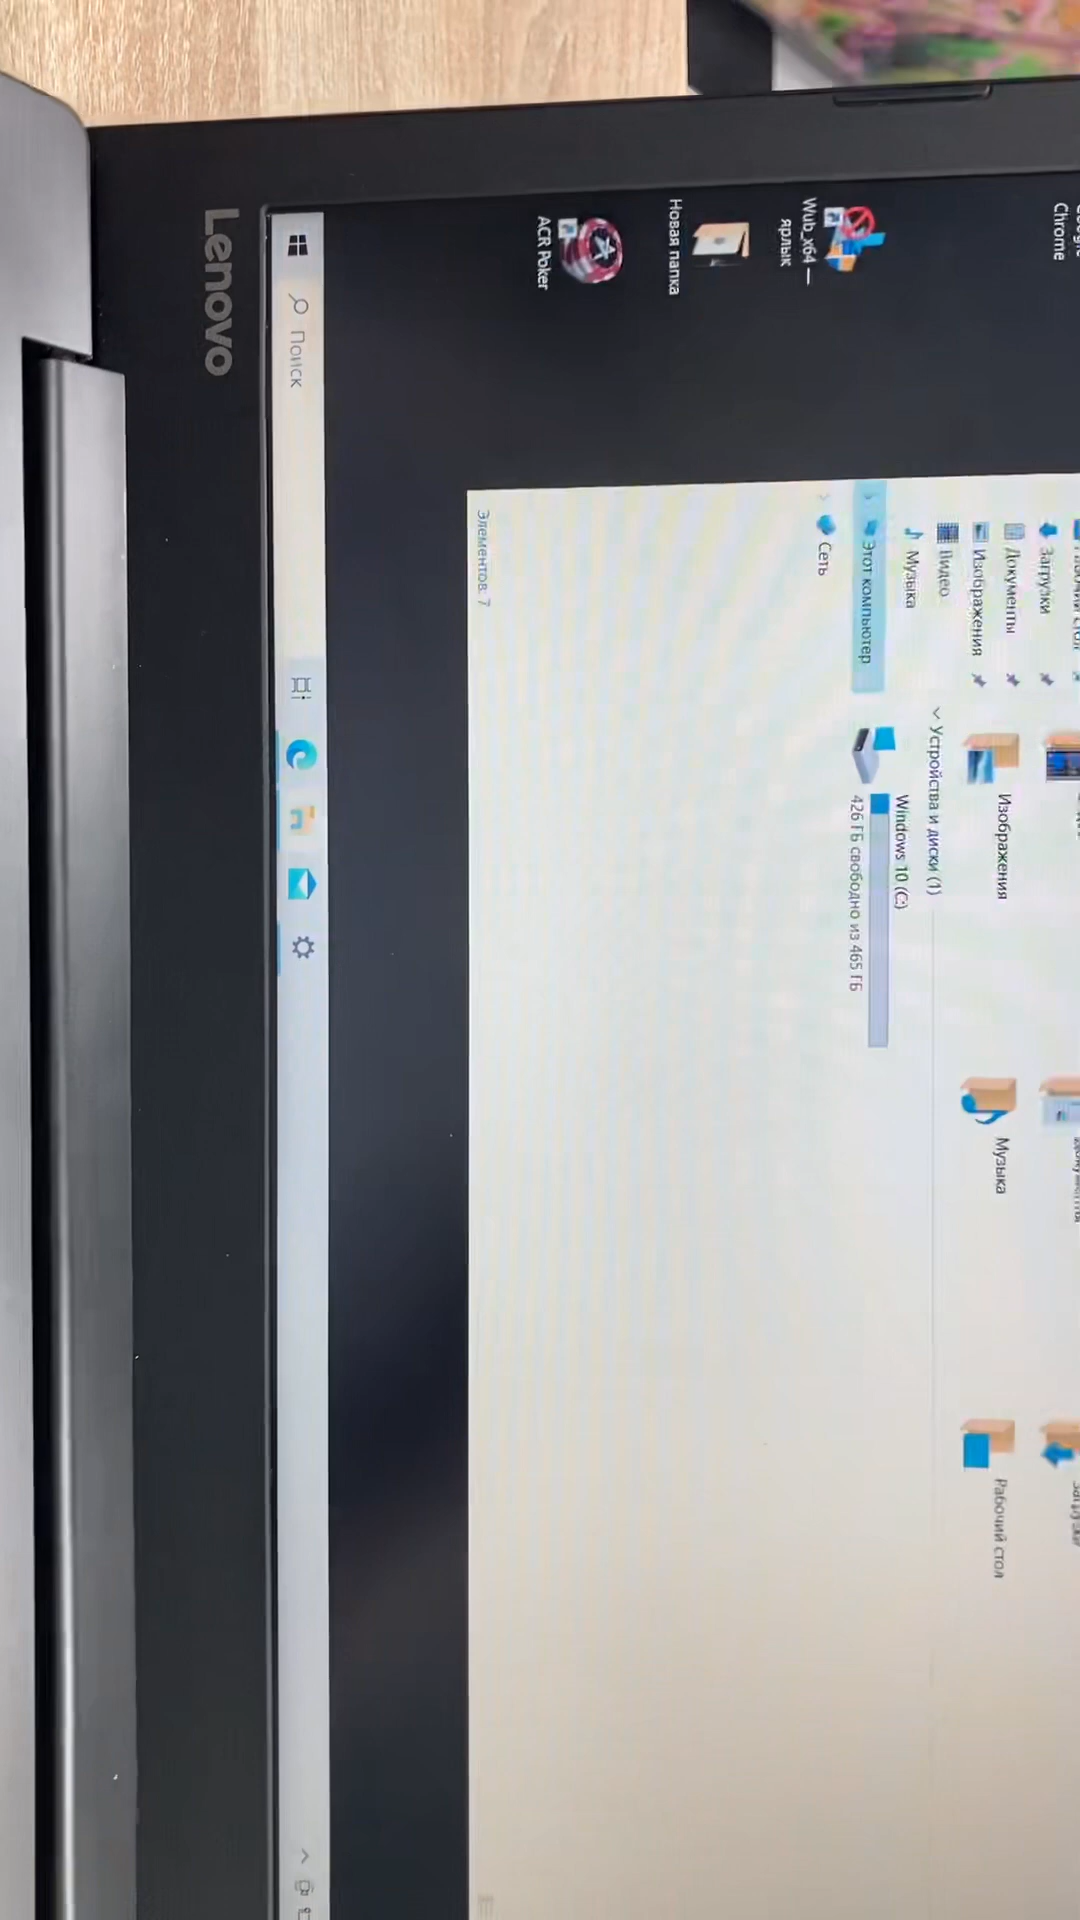 Chrome
Wub_x64 —
ярлык
Новая папка
ACR Poker
Загрузки
Документы
Изображения
Видео
Музыка
Этот компьютер
Сеть
Изображения
Музыка
Рабочий стол
Устройства и диски (1)
Windows 10 (C:)
426 ГБ свободно из 465 ГБ
Элементов: 7
Поиск
Lenovo